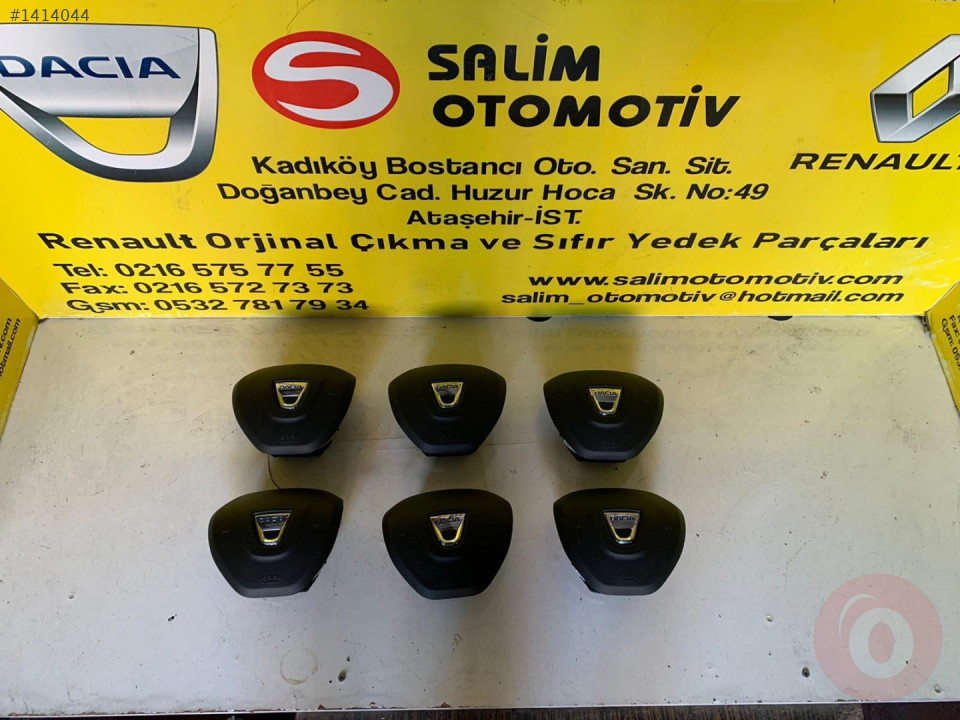 #1414044
DACIA
SALİM
OTOMOTİV
RENAULT
Kadıköy Bostancı Oto. San. Sit.
Doğanbey Cad. Huzur Hoca Sk. No:49
Ataşehir-İST.
Renault Orjinal Çıkma ve Sıfır Yedek Parçaları
Tel: 0216 575 77 55
Fax: 0216 572 73 73
Gsm: 0532 781 79 34
www.salimotomotiv.com
salim_otomotiv@hotmail.com
DACIA
DACIA
DACIA
DACIA
DACIA
DACIA